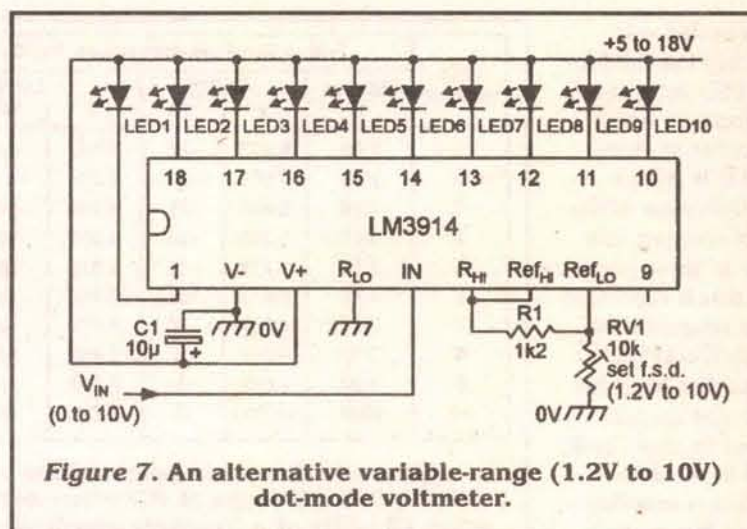 +5 to 18V
LED1 LED2 LED3 LED4 LED5 LED6 LED7 LED8 LED9 LED10
18 17 16 15 14 13 12 11 10
LM3914
1 V- V+ RLO IN RHI RefHI RefLO 9
C1
10µ
+
0V
R1
1k2
RV1
10k
set f.s.d.
(1.2V to 10V)
VIN
(0 to 10V)
0V
Figure 7. An alternative variable-range (1.2V to 10V)
dot-mode voltmeter.